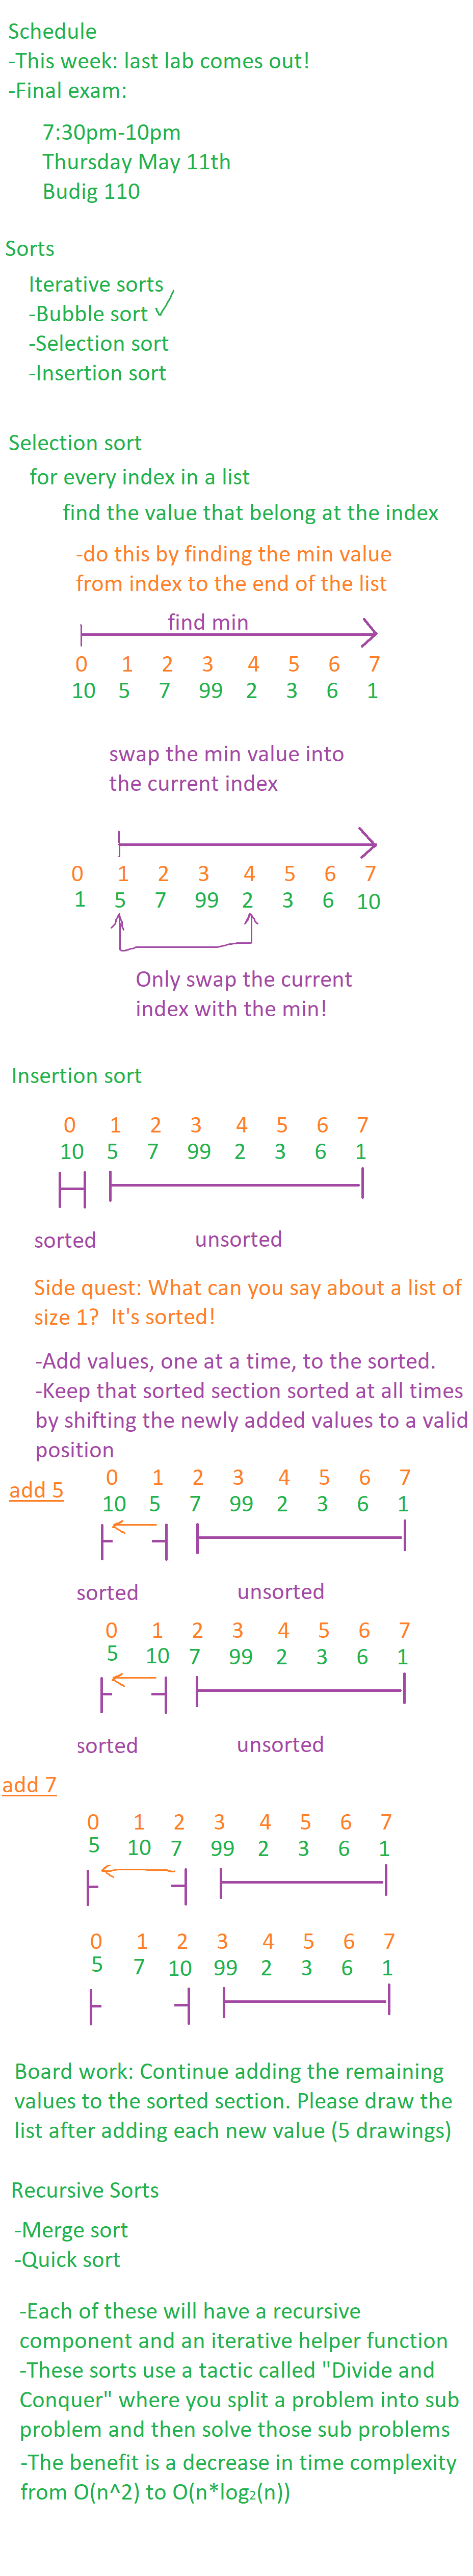 Schedule
-This week: last lab comes out!
-Final exam:
7:30pm-10pm
Thursday May 11th
Budig 110
Sorts
Iterative sorts
-Bubble sort ✓
-Selection sort
-Insertion sort
Selection sort
for every index in a list
find the value that belong at the index
-do this by finding the min value
from index to the end of the list
find min
0 1 2 3 4 5 6 7
10 5 7 99 2 3 6 1
swap the min value into
the current index
0 1 2 3 4 5 6 7
1 5 7 99 2 3 6 10
Only swap the current
index with the min!
Insertion sort
0 1 2 3 4 5 6 7
10 5 7 99 2 3 6 1
sorted unsorted
Side quest: What can you say about a list of
size 1? It's sorted!
-Add values, one at a time, to the sorted.
-Keep that sorted section sorted at all times
by shifting the newly added values to a valid
position
add 5
0 1 2 3 4 5 6 7
10 5 7 99 2 3 6 1
sorted unsorted
0 1 2 3 4 5 6 7
5 10 7 99 2 3 6 1
sorted unsorted
add 7
0 1 2 3 4 5 6 7
5 10 7 99 2 3 6 1
0 1 2 3 4 5 6 7
5 7 10 99 2 3 6 1
Board work: Continue adding the remaining
values to the sorted section. Please draw the
list after adding each new value (5 drawings)
Recursive Sorts
-Merge sort
-Quick sort
-Each of these will have a recursive
component and an iterative helper function
-These sorts use a tactic called "Divide and
Conquer" where you split a problem into sub
problem and then solve those sub problems
-The benefit is a decrease in time complexity
from O(n^2) to O(n*log₂(n))